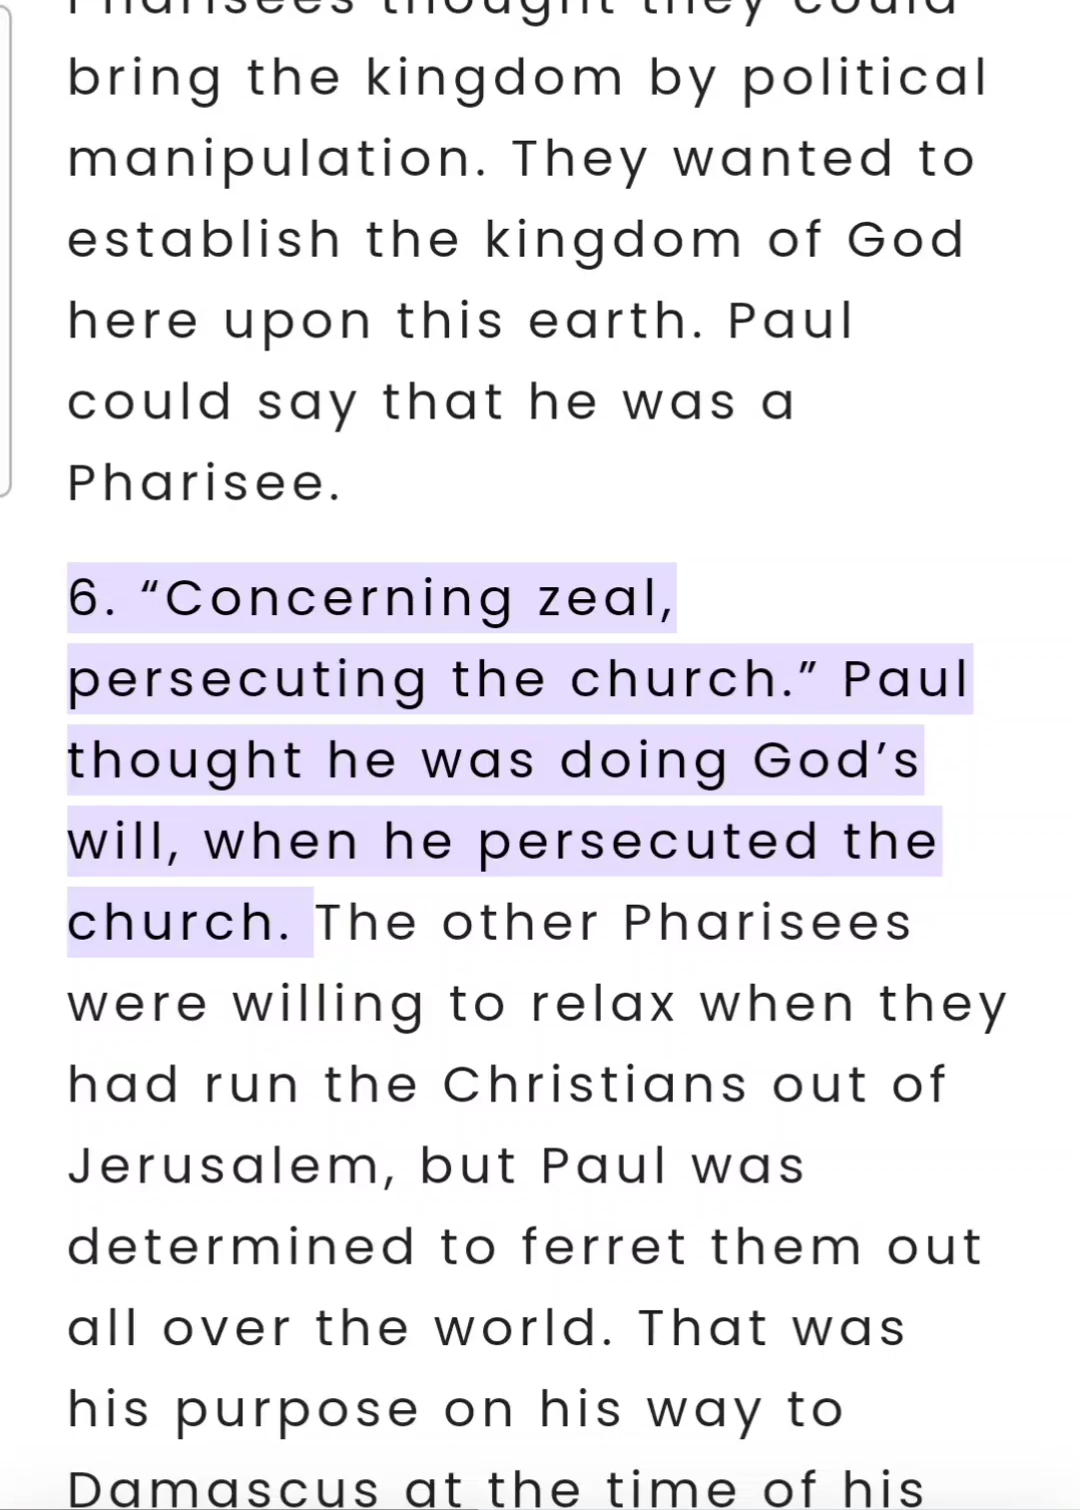 Pharisees thought they could
bring the kingdom by political
manipulation. They wanted to
establish the kingdom of God
here upon this earth. Paul
could say that he was a
Pharisee.
6. “Concerning zeal,
persecuting the church.” Paul
thought he was doing God’s
will, when he persecuted the
church. The other Pharisees
were willing to relax when they
had run the Christians out of
Jerusalem, but Paul was
determined to ferret them out
all over the world. That was
his purpose on his way to
Damascus at the time of his